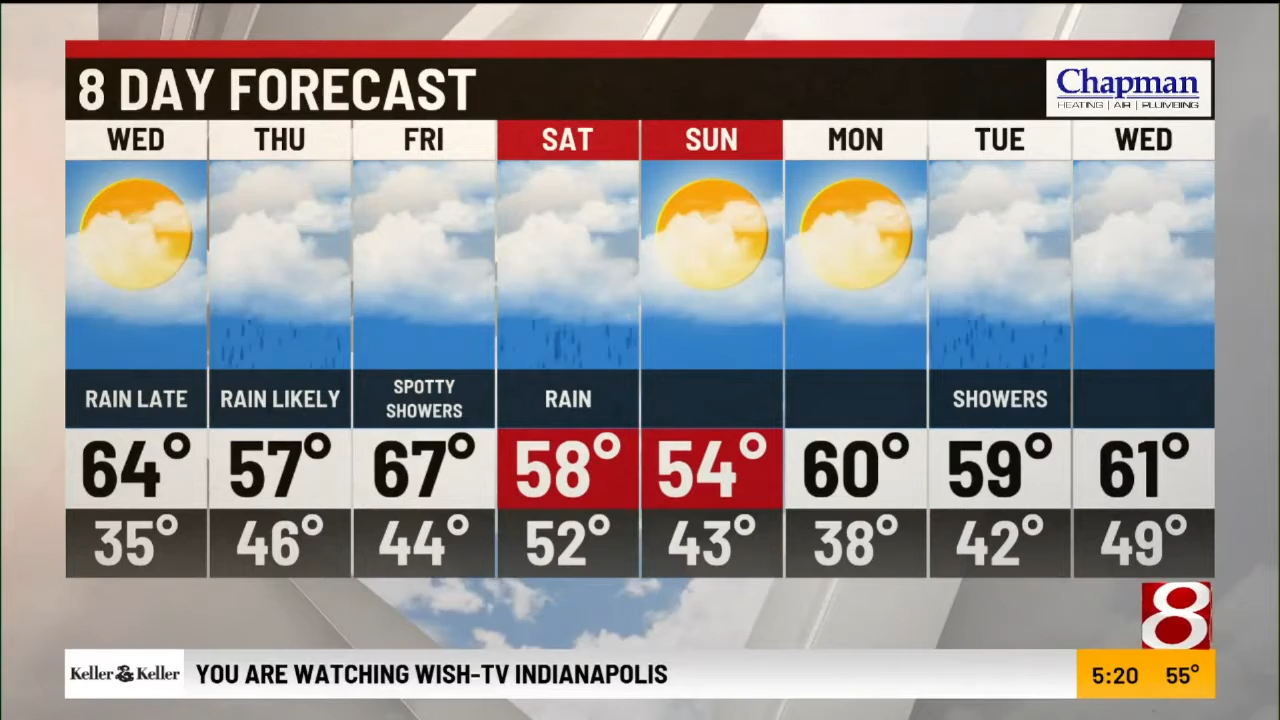 8 DAY FORECAST
Chapman
HEATING | AIR | PLUMBING
WED THU FRI SAT SUN MON TUE WED
RAIN LATE
RAIN LIKELY
SPOTTY
SHOWERS
RAIN
SHOWERS
64° 57° 67° 58° 54° 60° 59° 61°
35° 46° 44° 52° 43° 38° 42° 49°
8
Keller & Keller
YOU ARE WATCHING WISH-TV INDIANAPOLIS
5:20 55°